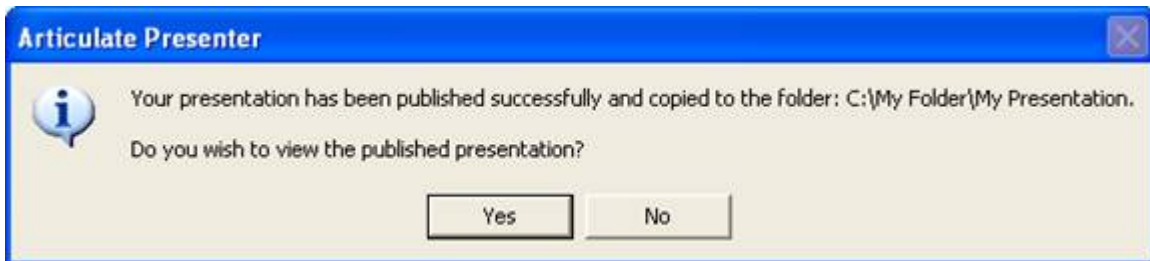 Articulate Presenter
Your presentation has been published successfully and copied to the folder: C:\My Folder\My Presentation.
Do you wish to view the published presentation?
Yes No